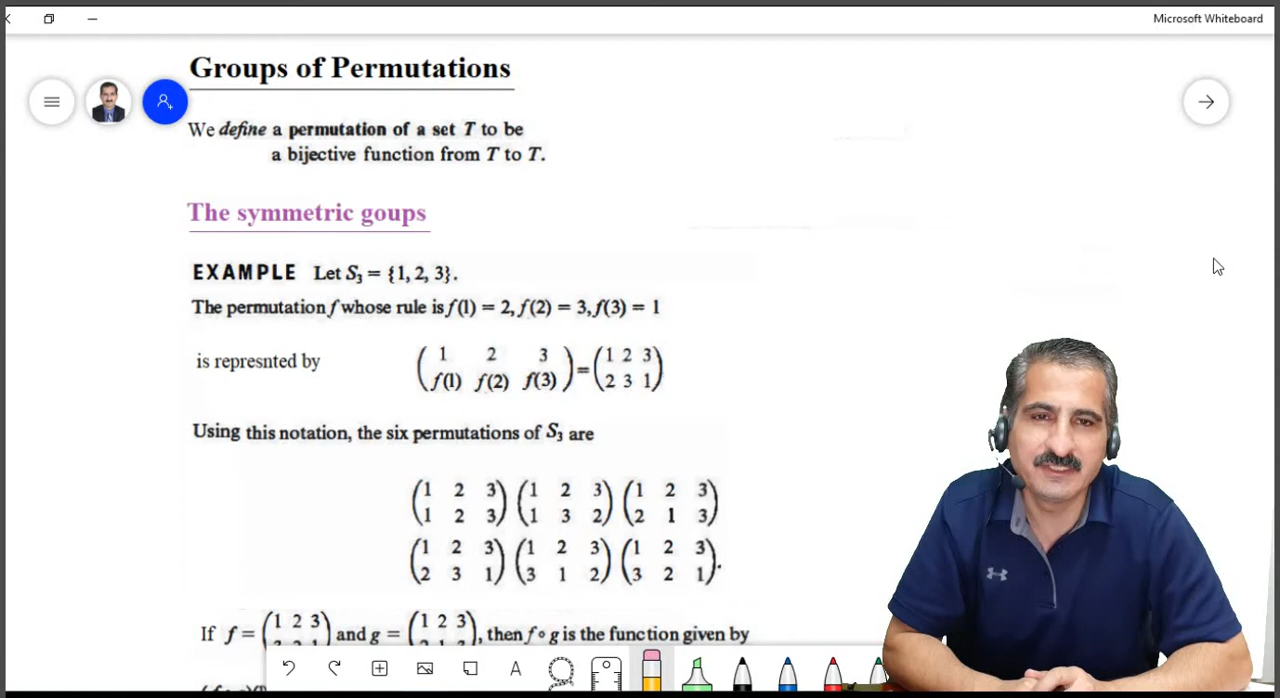 Microsoft Whiteboard
Groups of Permutations
We define a permutation of a set T to be
a bijective function from T to T.
The symmetric goups
EXAMPLE Let S₃ = {1, 2, 3}.
The permutation f whose rule is f(1) = 2, f(2) = 3, f(3) = 1
is represnted by
( 1 2 3 ) = ( 1 2 3 )
( f(1) f(2) f(3) ) ( 2 3 1 )
Using this notation, the six permutations of S₃ are
( 1 2 3 ) ( 1 2 3 ) ( 1 2 3 )
( 1 2 3 ) ( 1 3 2 ) ( 2 1 3 )
( 1 2 3 ) ( 1 2 3 ) ( 1 2 3 )
( 2 3 1 ) ( 3 1 2 ) ( 3 2 1 ).
If f = ( 1 2 3 ) and g = ( 1 2 3 ), then f ∘ g is the function given by